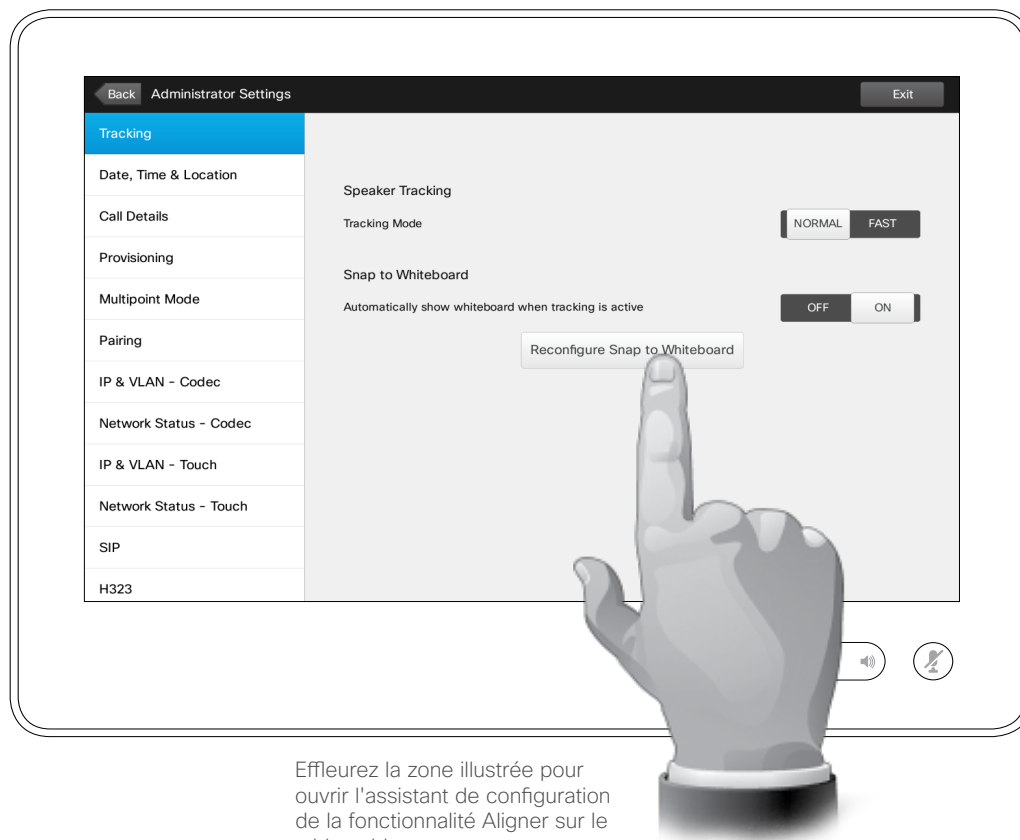 Back Administrator Settings Exit
Tracking
Date, Time & Location
Call Details
Provisioning
Multipoint Mode
Pairing
IP & VLAN - Codec
Network Status - Codec
IP & VLAN - Touch
Network Status - Touch
SIP
H323
Speaker Tracking
Tracking Mode NORMAL FAST
Snap to Whiteboard
Automatically show whiteboard when tracking is active OFF ON
Reconfigure Snap to Whiteboard
Effleurez la zone illustrée pour
ouvrir l'assistant de configuration
de la fonctionnalité Aligner sur le